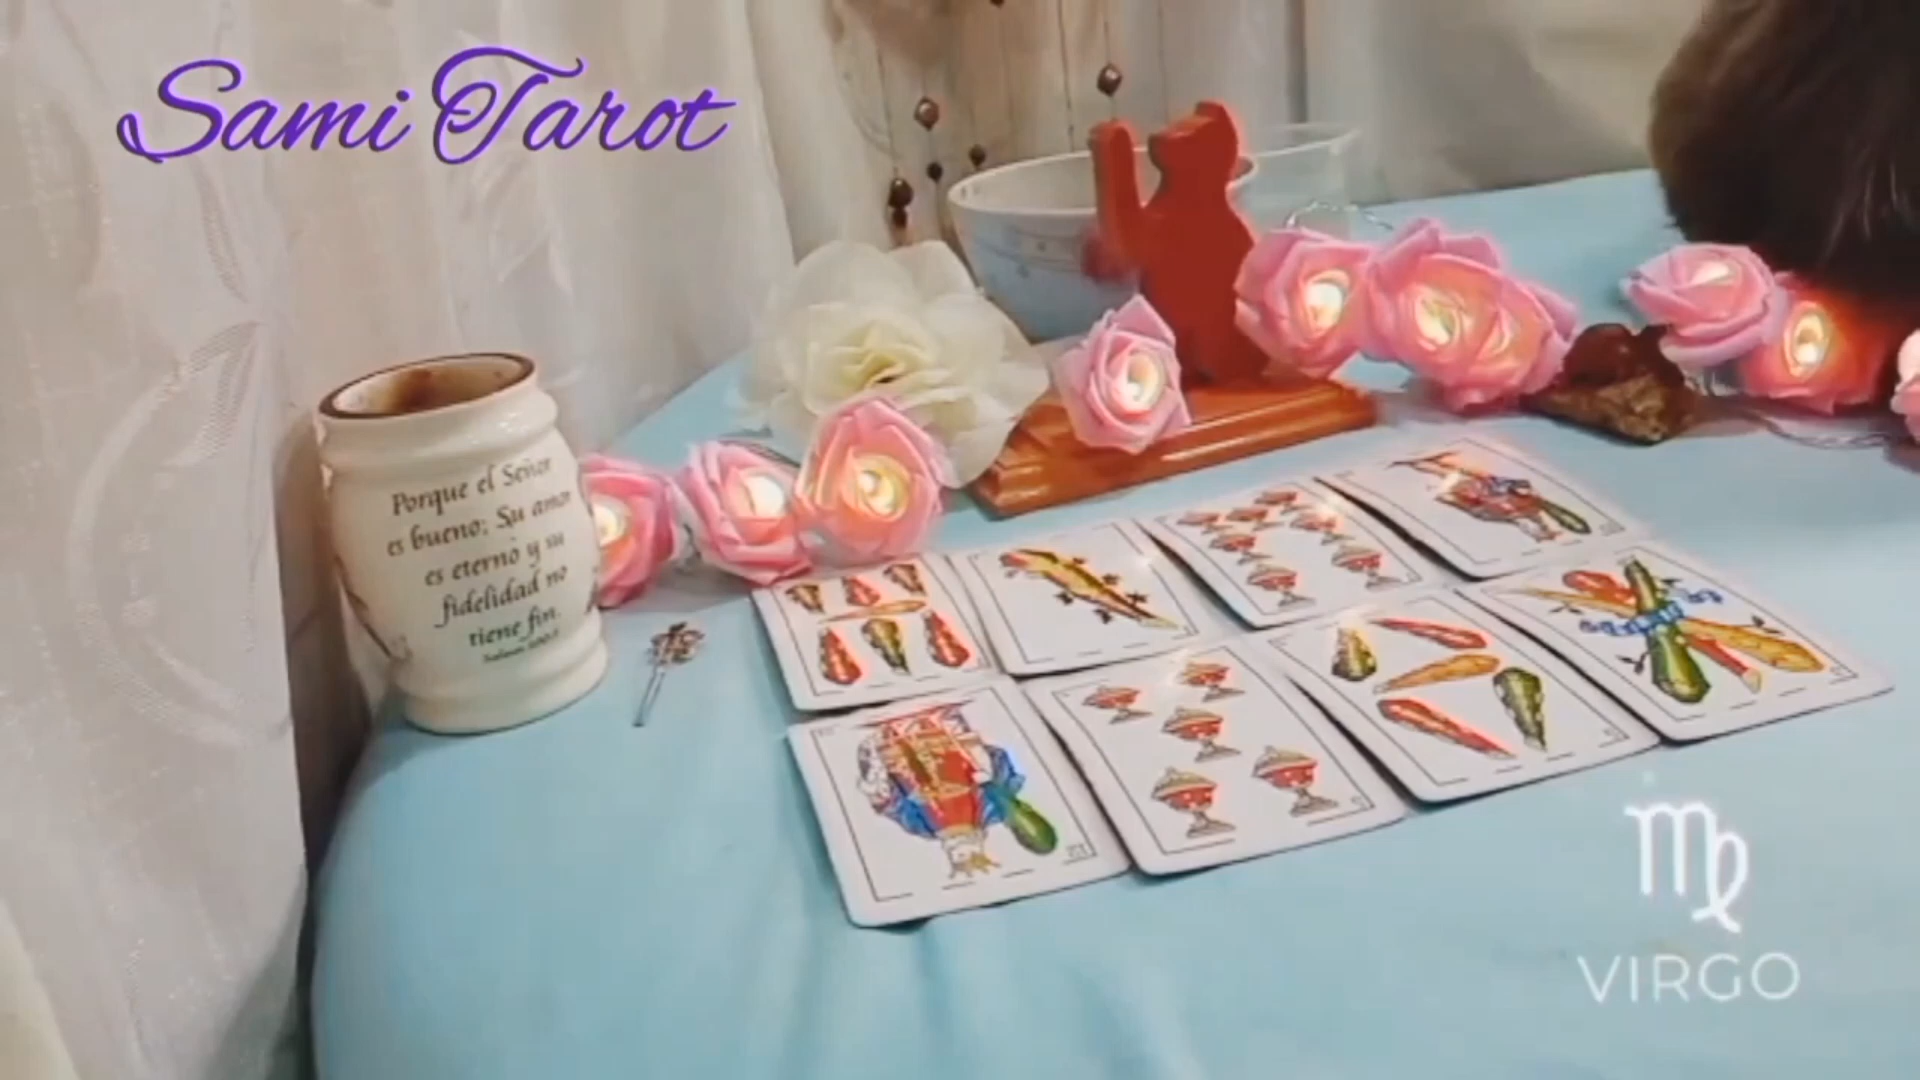 Sami Tarot
Porque el Señor
es bueno; Su amor
es eterno y su
fidelidad no
tiene fin.
VIRGO